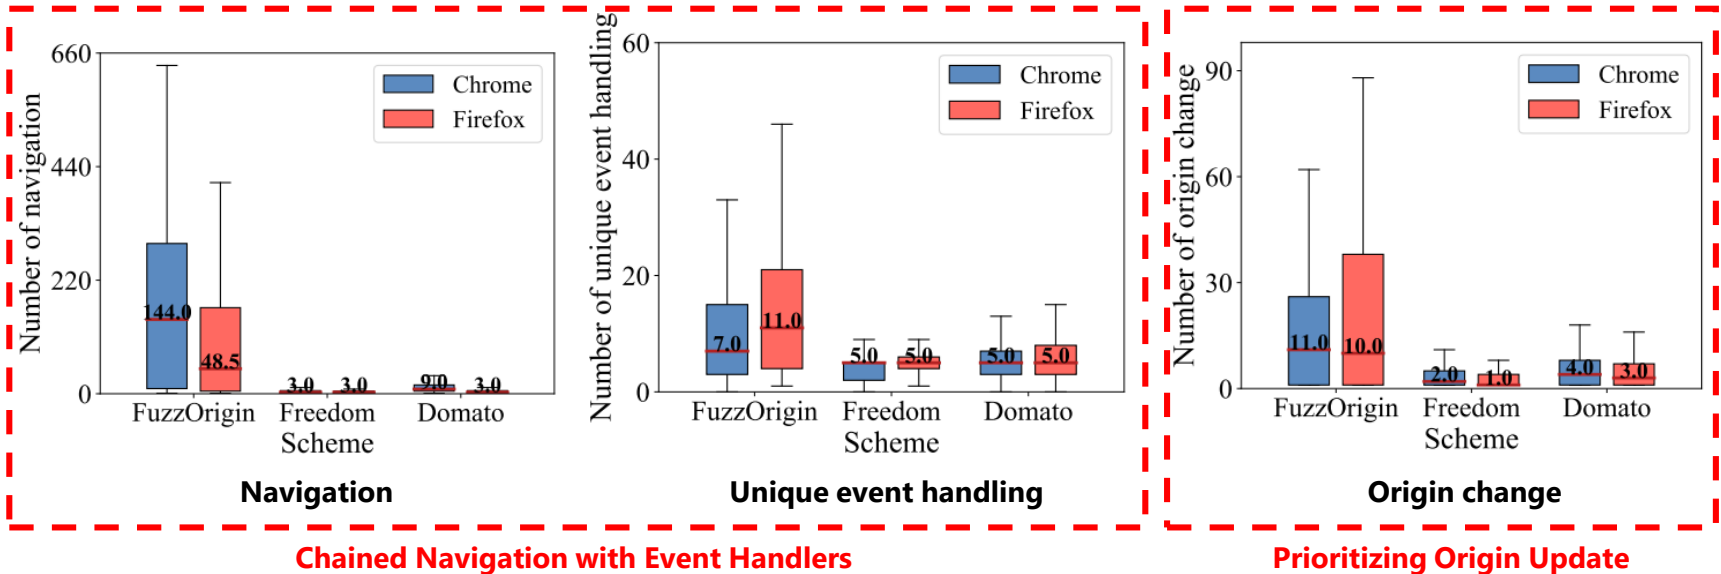 Number of navigation
660
440
220
0
Chrome
Firefox
144.0
48.5
3.0
3.0
9.0
3.0
FuzzOrigin
Freedom
Domato
Scheme
Navigation
Number of unique event handling
60
40
20
0
Chrome
Firefox
7.0
11.0
5.0
5.0
5.0
5.0
FuzzOrigin
Freedom
Domato
Scheme
Unique event handling
Chained Navigation with Event Handlers
Number of origin change
90
60
30
0
Chrome
Firefox
11.0
10.0
2.0
1.0
4.0
3.0
FuzzOrigin
Freedom
Domato
Scheme
Origin change
Prioritizing Origin Update